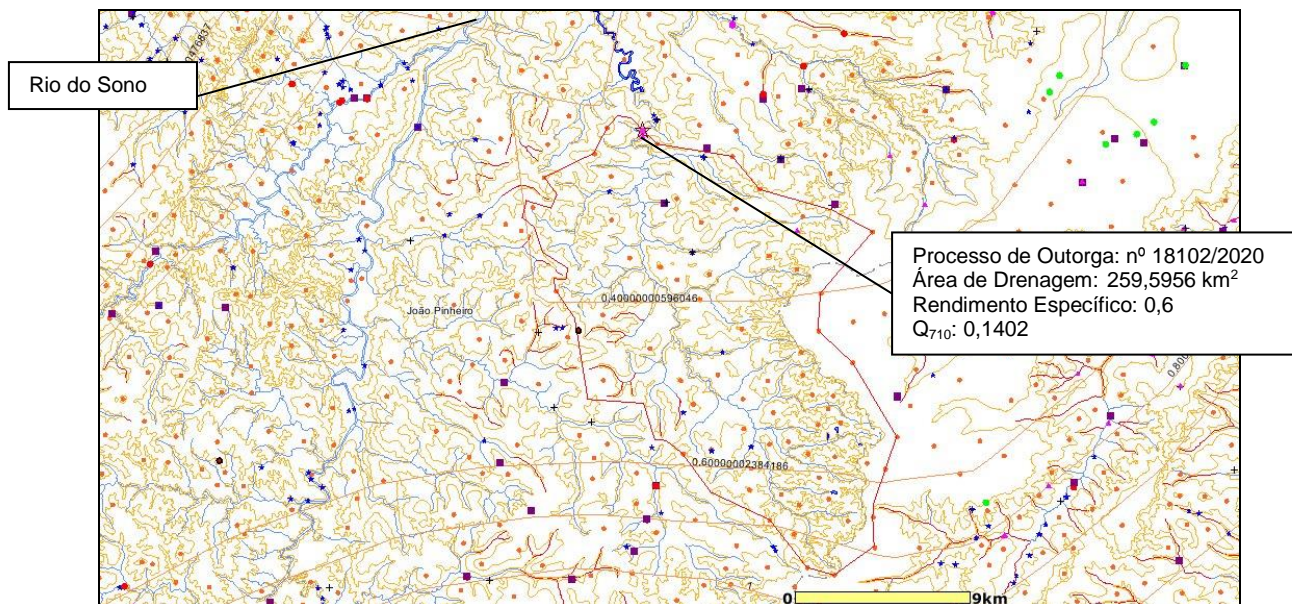 Rio do Sono
Processo de Outorga: nº 18102/2020
Área de Drenagem: 259,5956 km²
Rendimento Específico: 0,6
Q₇₁₀: 0,1402
0,40000000596046
João Pinheiro
0,60000002384186
0 9km